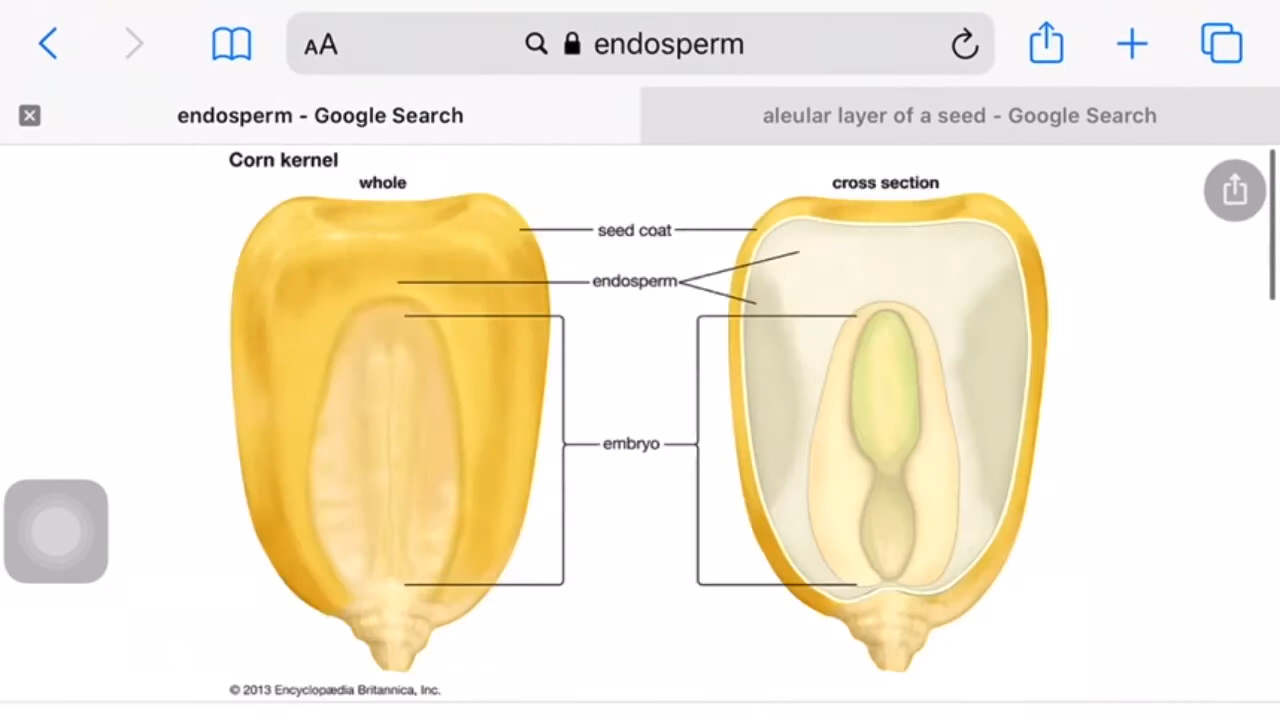 AA endosperm
endosperm - Google Search
aleular layer of a seed - Google Search
Corn kernel
whole
cross section
seed coat
endosperm
embryo
© 2013 Encyclopædia Britannica, Inc.